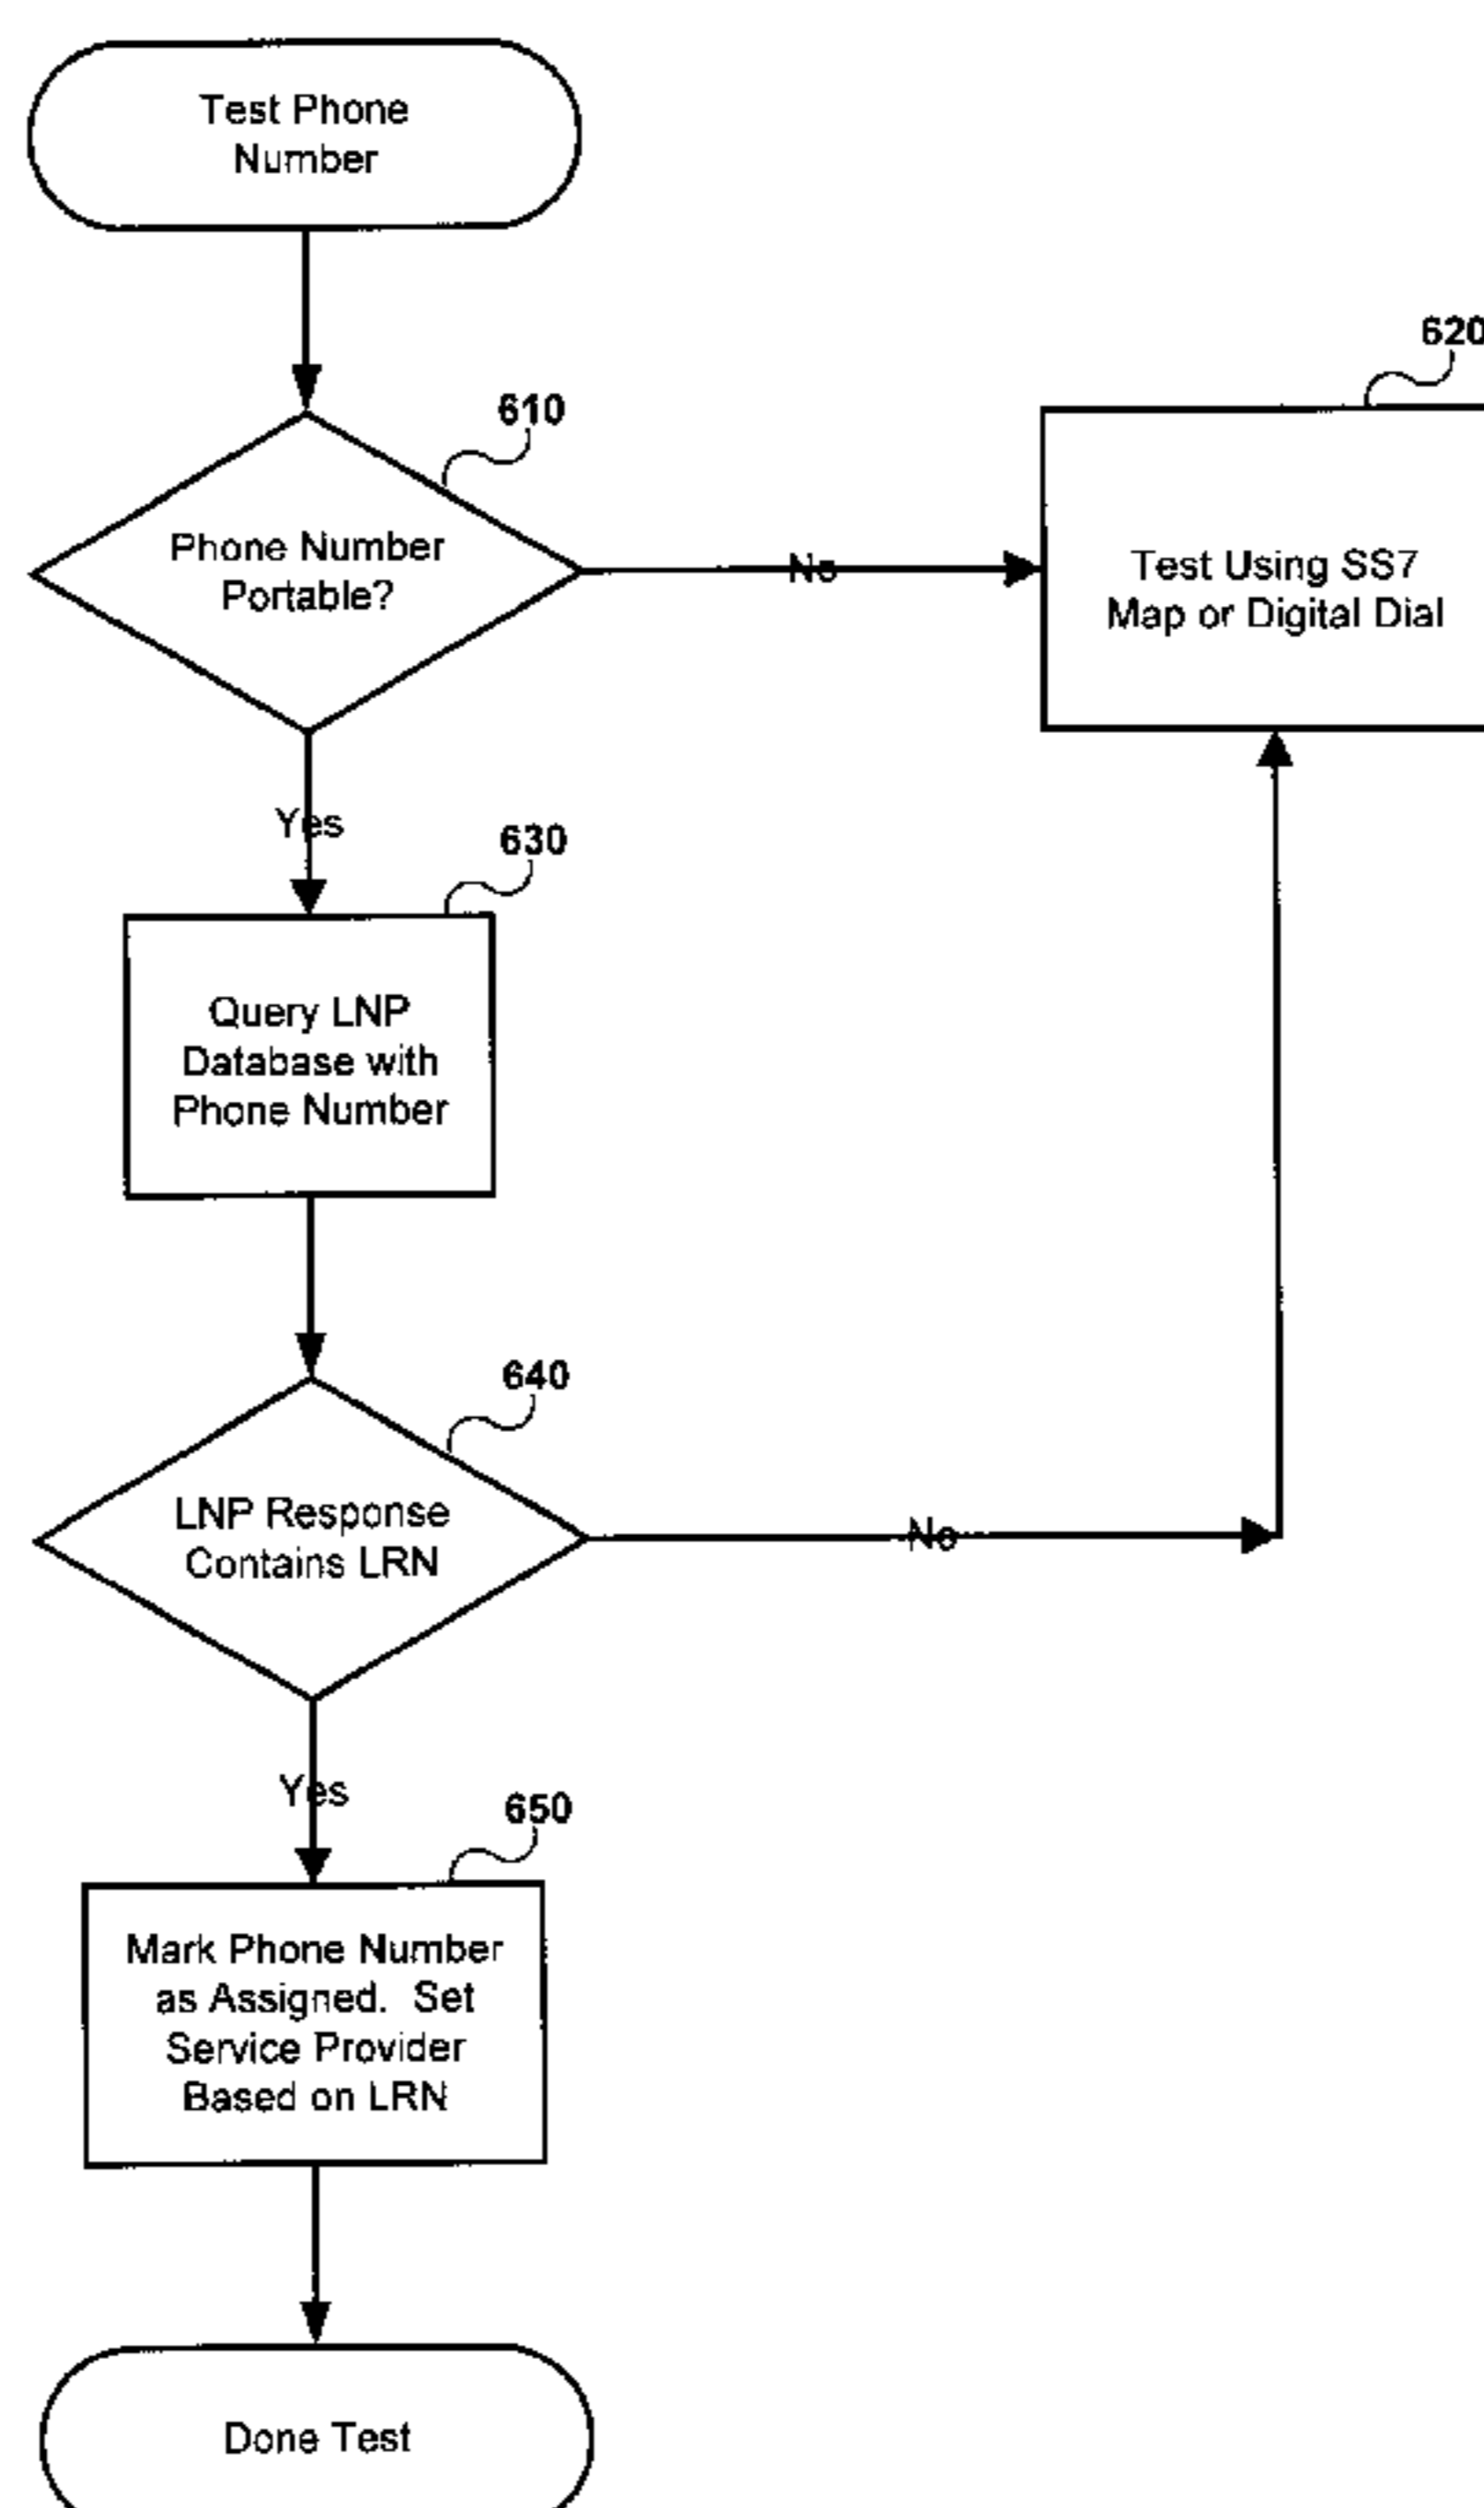 Test Phone
Number
610
620
Phone Number
Portable?
No
Test Using SS7
Map or Digital Dial
Yes
630
Query LNP
Database with
Phone Number
640
LNP Response
Contains LRN
No
Yes
650
Mark Phone Number
as Assigned. Set
Service Provider
Based on LRN
Done Test